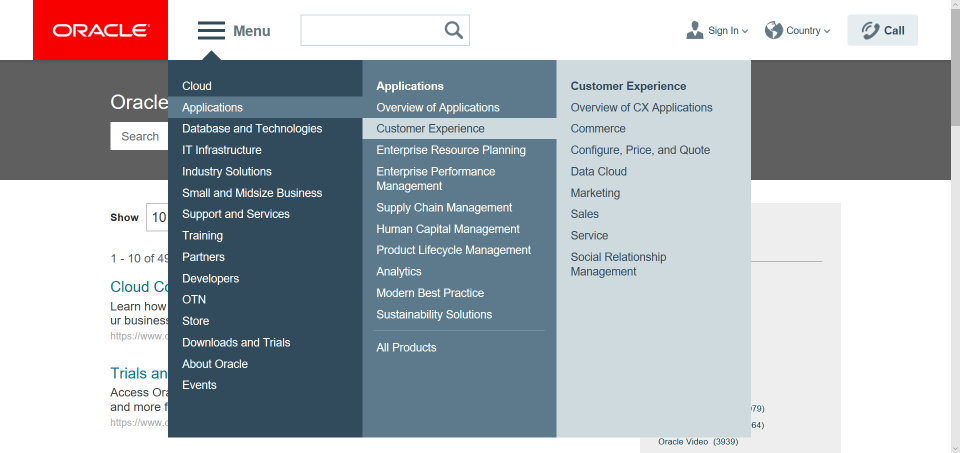 ORACLE
Menu
Sign In
Country
Call
Cloud
Applications
Database and Technologies
IT Infrastructure
Industry Solutions
Small and Midsize Business
Support and Services
Training
Partners
Developers
OTN
Store
Downloads and Trials
About Oracle
Events
Applications
Overview of Applications
Customer Experience
Enterprise Resource Planning
Enterprise Performance
Management
Supply Chain Management
Human Capital Management
Product Lifecycle Management
Analytics
Modern Best Practice
Sustainability Solutions
All Products
Customer Experience
Overview of CX Applications
Commerce
Configure, Price, and Quote
Data Cloud
Marketing
Sales
Service
Social Relationship
Management
Oracle
Search
Show
10
1 - 10 of 49
Cloud Co
Learn how
ur business
https://www.
Trials an
Access Ora
and more f
https://www.
79)
64)
Oracle Video (3939)